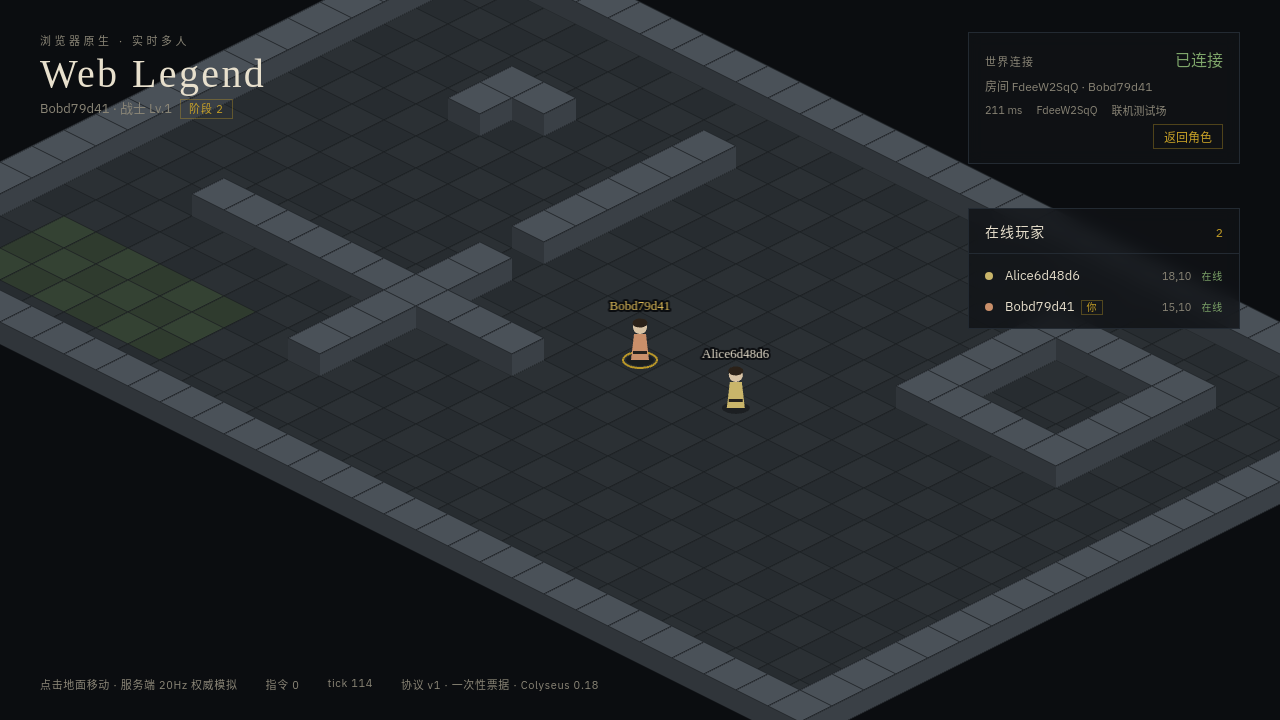 浏览器原生 · 实时多人
Web Legend
Bobd79d41 · 战士 Lv.1 阶段 2
世界连接 已连接
房间 FdeeW2SqQ · Bobd79d41
211 ms FdeeW2SqQ 联机测试场
返回角色
在线玩家 2
Alice6d48d6 18,10 在线
Bobd79d41 你 15,10 在线
Bobd79d41
Alice6d48d6
点击地面移动 · 服务端 20Hz 权威模拟 指令 0 tick 114 协议 v1 · 一次性票据 · Colyseus 0.18